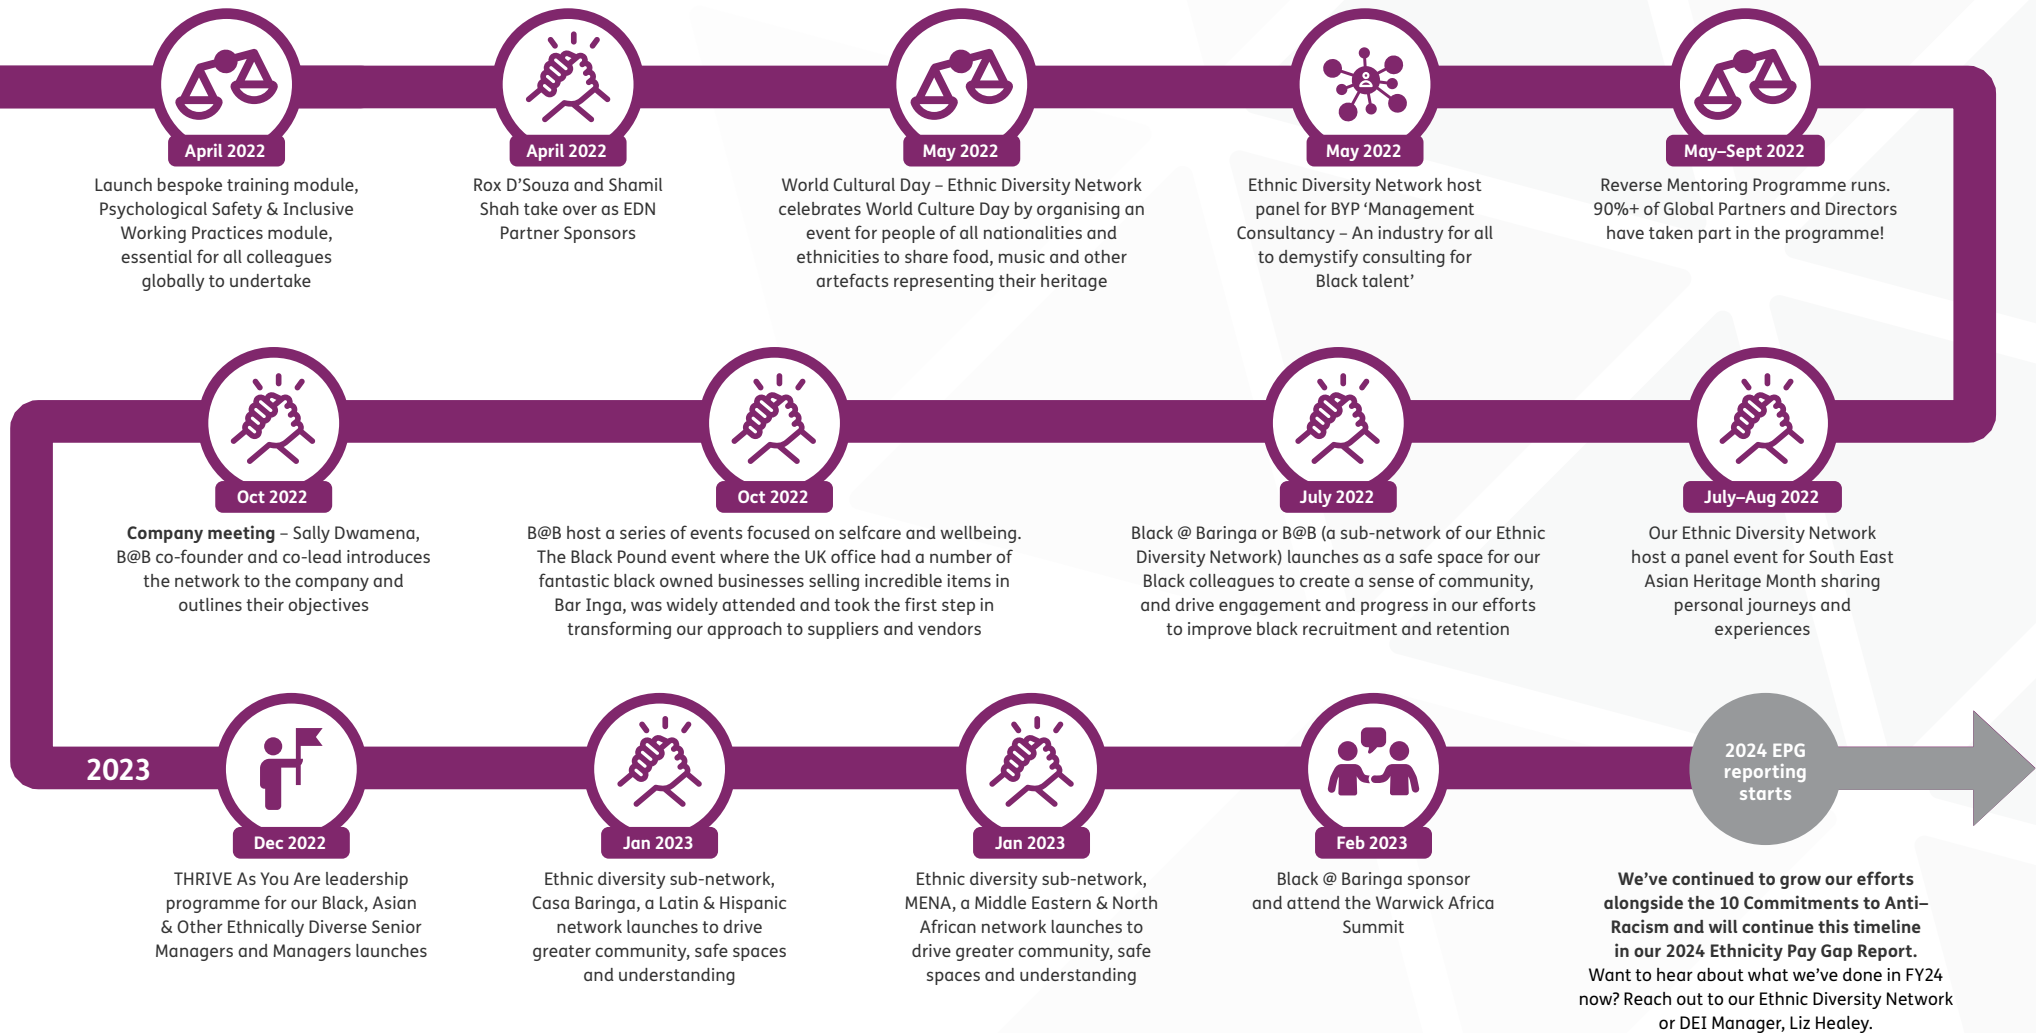 April 2022
Launch bespoke training module,
Psychological Safety & Inclusive
Working Practices module,
essential for all colleagues
globally to undertake
April 2022
Rox D’Souza and Shamil
Shah take over as EDN
Partner Sponsors
May 2022
World Cultural Day – Ethnic Diversity Network
celebrates World Culture Day by organising an
event for people of all nationalities and
ethnicities to share food, music and other
artefacts representing their heritage
May 2022
Ethnic Diversity Network host
panel for BYP ‘Management
Consultancy – An industry for all
to demystify consulting for
Black talent’
May–Sept 2022
Reverse Mentoring Programme runs.
90%+ of Global Partners and Directors
have taken part in the programme!
Oct 2022
Company meeting – Sally Dwamena,
B@B co-founder and co-lead introduces
the network to the company and
outlines their objectives
Oct 2022
B@B host a series of events focused on selfcare and wellbeing.
The Black Pound event where the UK office had a number of
fantastic black owned businesses selling incredible items in
Bar Inga, was widely attended and took the first step in
transforming our approach to suppliers and vendors
July 2022
Black @ Baringa or B@B (a sub-network of our Ethnic
Diversity Network) launches as a safe space for our
Black colleagues to create a sense of community,
and drive engagement and progress in our efforts
to improve black recruitment and retention
July–Aug 2022
Our Ethnic Diversity Network
host a panel event for South East
Asian Heritage Month sharing
personal journeys and
experiences
2023
Dec 2022
THRIVE As You Are leadership
programme for our Black, Asian
& Other Ethnically Diverse Senior
Managers and Managers launches
Jan 2023
Ethnic diversity sub-network,
Casa Baringa, a Latin & Hispanic
network launches to drive
greater community, safe spaces
and understanding
Jan 2023
Ethnic diversity sub-network,
MENA, a Middle Eastern & North
African network launches to
drive greater community, safe
spaces and understanding
Feb 2023
Black @ Baringa sponsor
and attend the Warwick Africa
Summit
2024 EPG
reporting
starts
We’ve continued to grow our efforts
alongside the 10 Commitments to Anti–
Racism and will continue this timeline
in our 2024 Ethnicity Pay Gap Report.
Want to hear about what we’ve done in FY24
now? Reach out to our Ethnic Diversity Network
or DEI Manager, Liz Healey.